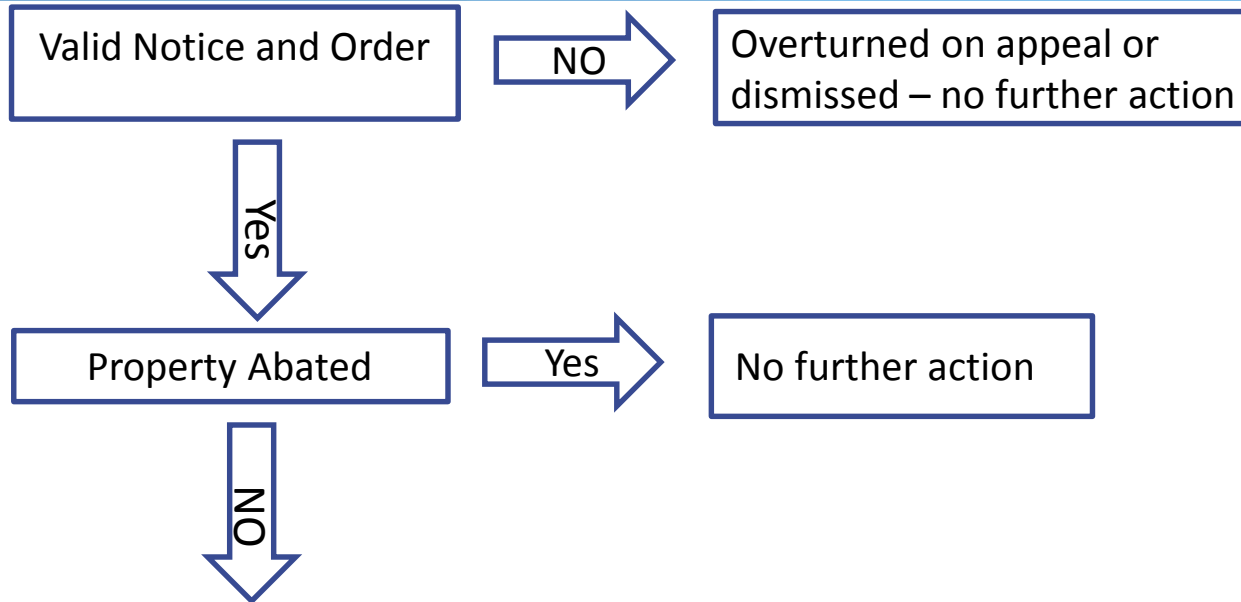 Valid Notice and Order
NO
Overturned on appeal or
dismissed – no further action
Yes
Property Abated
Yes
No further action
NO